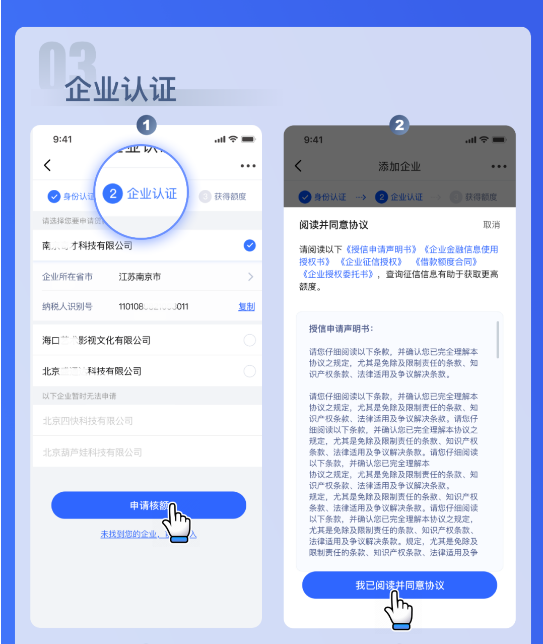 03
企业认证
1
9:41
企业认
身份认
2 企业认证
3 获得额度
请选择您要申请
南 才科技有限公司
企业所在省市 江苏南京市
纳税人识别号 110108 011 复制
海口 影视文化有限公司
北京 科技有限公司
以下企业暂时无法申请
北京四快科技有限公司
北京葫芦娃科技有限公司
申请核额
未找到您的企业、 人
2
9:41
添加企业
身份认证 → 2 企业认证 → 获得额度
阅读并同意协议 取消
请阅读以下《授信申请声明书》《企业金融信息使用
授权书》《企业征信授权》《借款额度合同》
《企业授权委托书》，查询征信信息有助于获取更高
额度。
授信申请声明书：
请您仔细阅读以下条款，并确认您已完全理解本
协议之规定，尤其是免除及限制责任的条款、知
识产权条款、法律适用及争议解决条款。
请您仔细阅读以下条款，并确认您已完全理解本
协议之规定，尤其是免除及限制责任的条款、知
识产权条款、法律适用及争议解决条款，请您仔
细阅读以下条款，并确认您已完全理解本协议之
规定，尤其是免除及限制责任的条款、知识产权
条款、法律适用及争议解决条款。请您仔细阅读
以下条款，并确认您已完全理解本
协议之规定，尤其是免除及限制责任的条款、知
识产权条款、法律适用及争议解决条款。
规定，尤其是免除及限制责任的条款、知识产权
条款、法律适用及争议解决条款。请您仔细阅读
以下条款，并确认您已完全理解本协议之规定，
尤其是免除及限制责任的条款、知识产权条款、
法律适用及争议解决条款。规定，尤其是免除及
限制责任的条款、知识产权条款、法律适用及争
我已阅读并同意协议